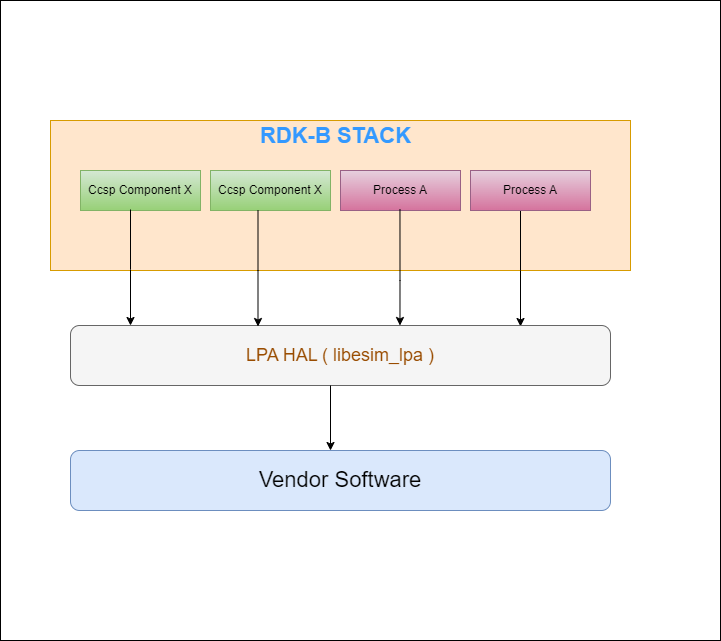 RDK-B STACK
Ccsp Component X
Ccsp Component X
Process A
Process A
LPA HAL ( libesim_lpa )
Vendor Software